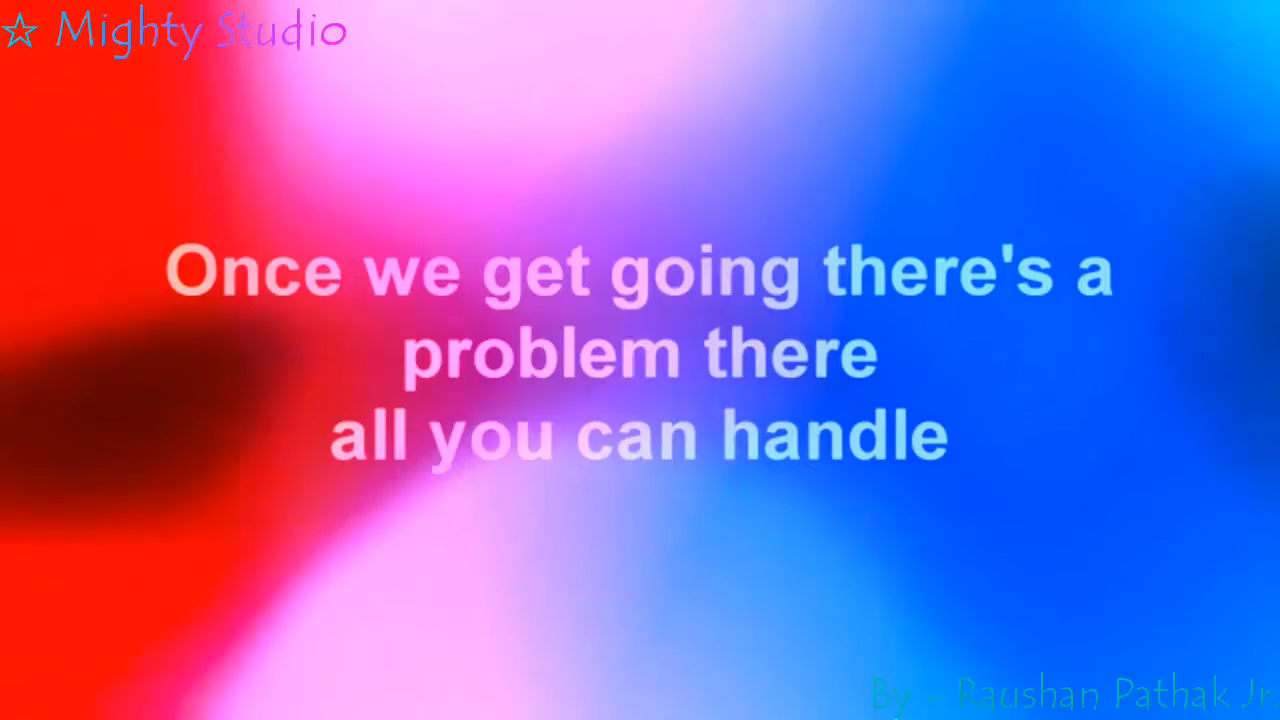 ☆ Mighty Studio
Once we get going there's a
problem there
all you can handle
By - Raushan Pathak Jr